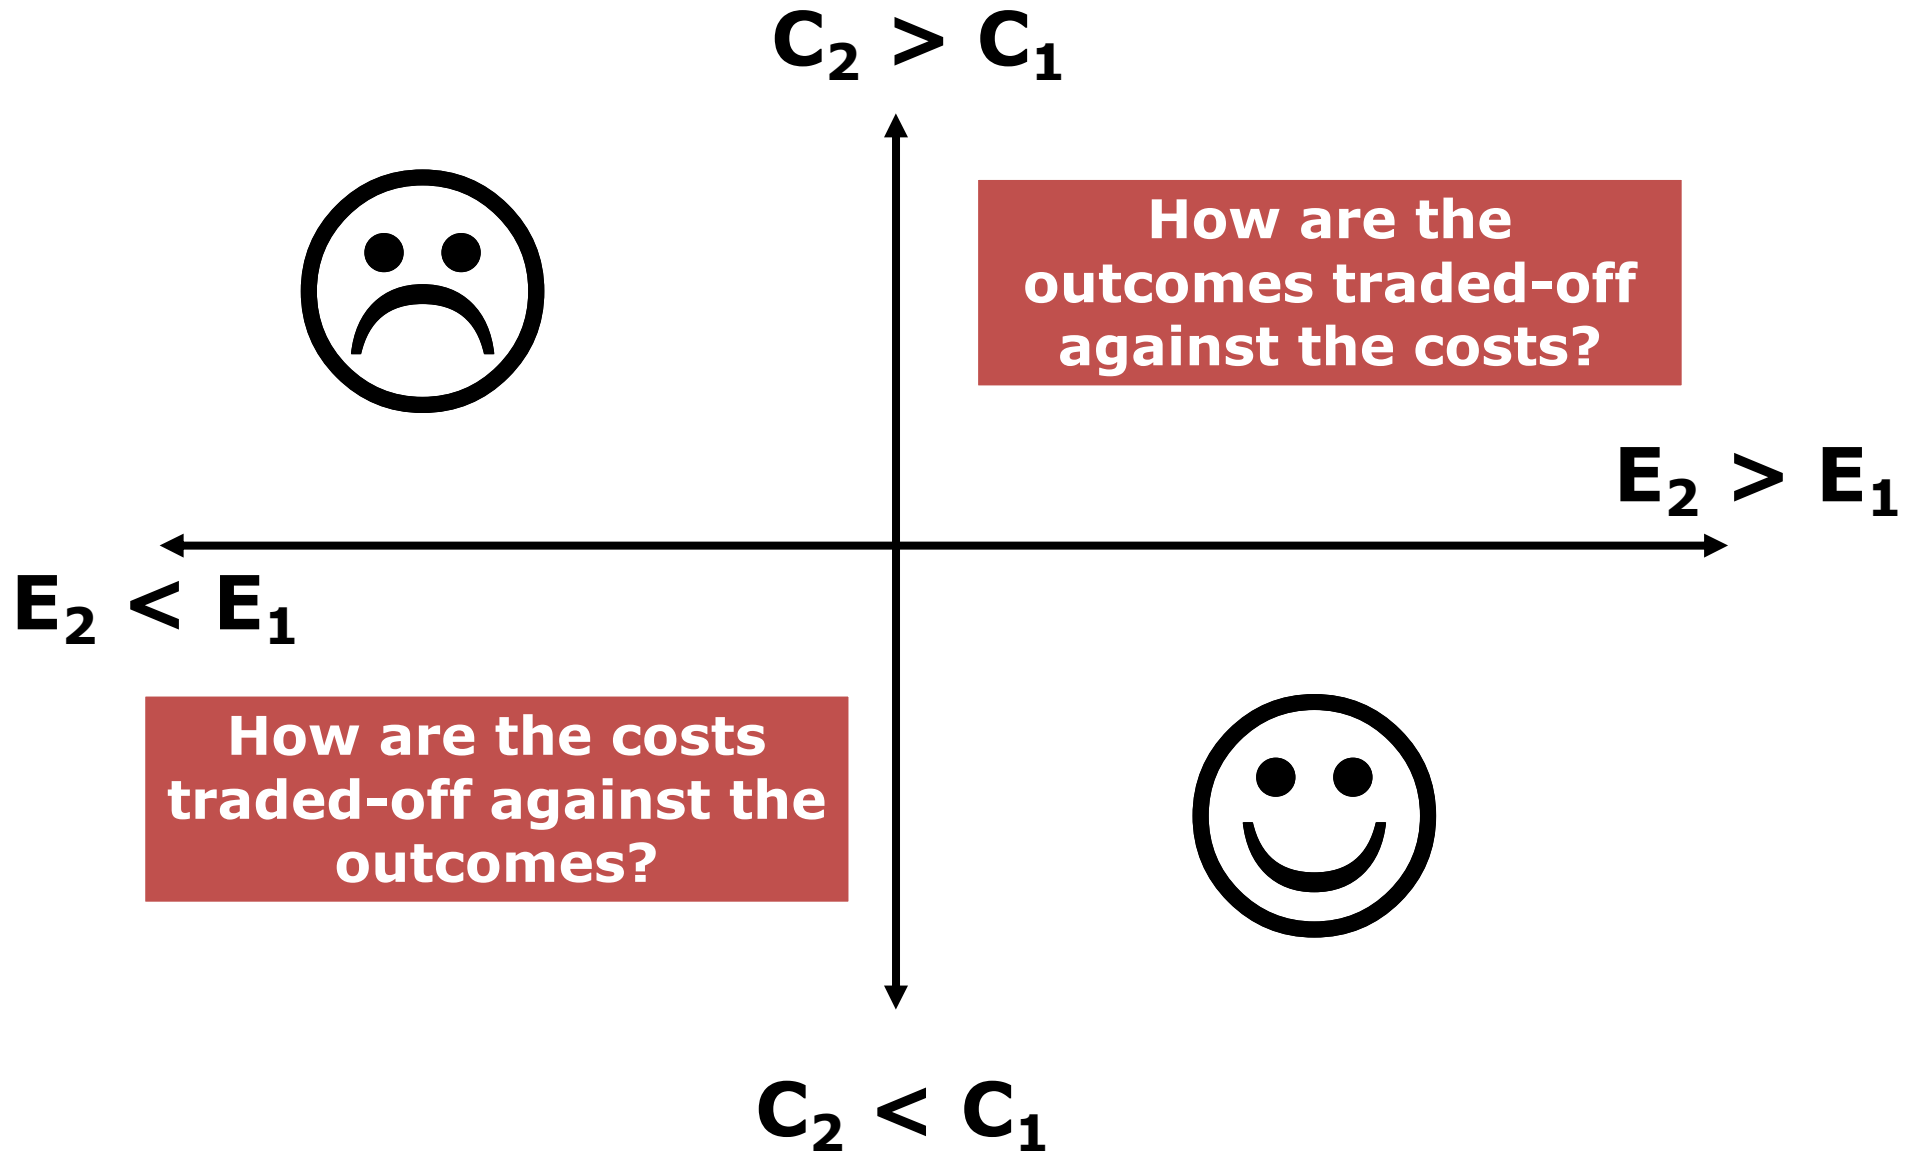 C₂ > C₁
How are the
outcomes traded-off
against the costs?
E₂ > E₁
E₂ < E₁
How are the costs
traded-off against the
outcomes?
C₂ < C₁